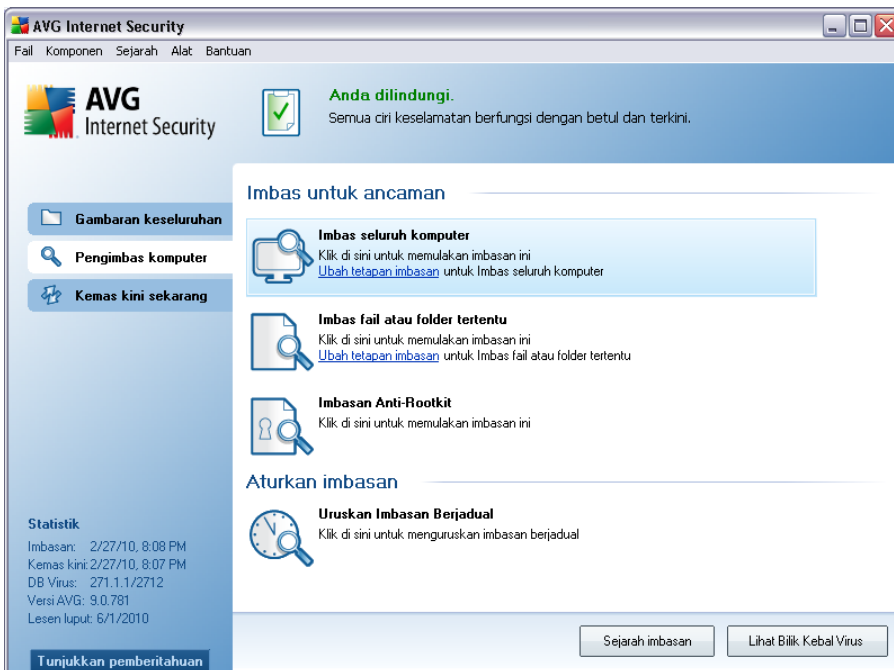 AVG Internet Security
Fail Komponen Sejarah Alat Bantuan
AVG
Internet Security
Anda dilindungi.
Semua ciri keselamatan berfungsi dengan betul dan terkini.
Gambaran keseluruhan
Pengimbas komputer
Kemas kini sekarang
Imbas untuk ancaman
Imbas seluruh komputer
Klik di sini untuk memulakan imbasan ini
Ubah tetapan imbasan untuk Imbas seluruh komputer
Imbas fail atau folder tertentu
Klik di sini untuk memulakan imbasan ini
Ubah tetapan imbasan untuk Imbas fail atau folder tertentu
Imbasan Anti-Rootkit
Klik di sini untuk memulakan imbasan ini
Aturkan imbasan
Uruskan Imbasan Berjadual
Klik di sini untuk menguruskan imbasan berjadual
Statistik
Imbasan: 2/27/10, 8:08 PM
Kemas kini: 2/27/10, 8:07 PM
DB Virus: 271.1.1/2712
Versi AVG: 9.0.781
Lesen luput: 6/1/2010
Tunjukkan pemberitahuan
Sejarah imbasan
Lihat Bilik Kebal Virus